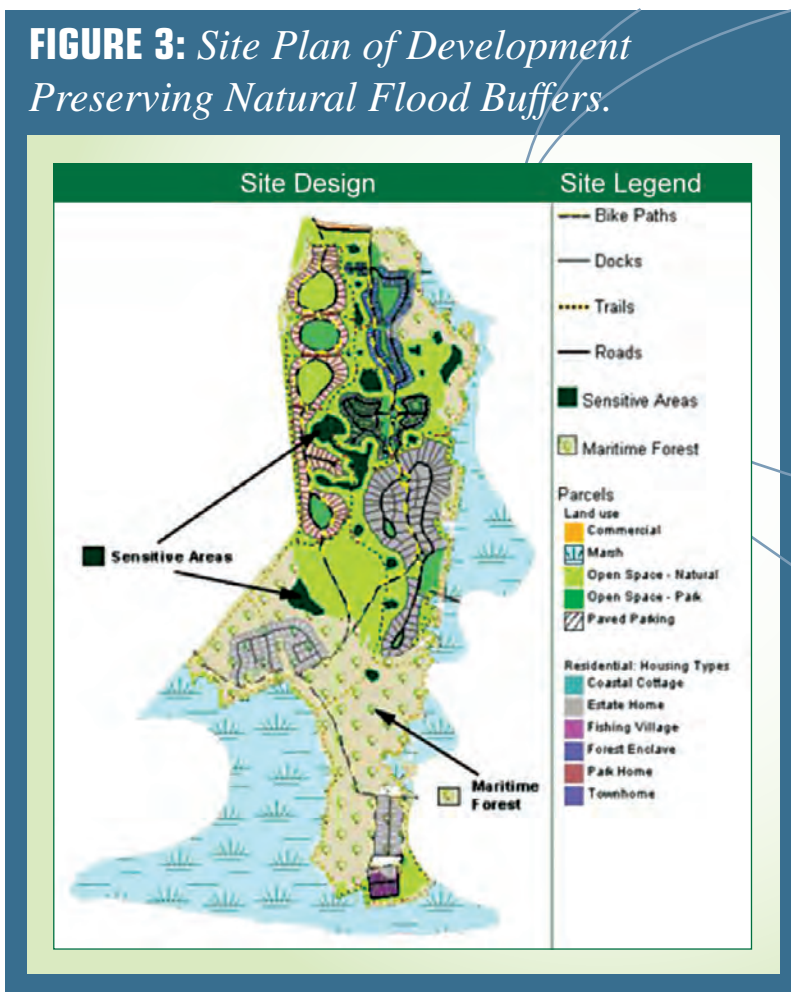 FIGURE 3: Site Plan of Development
Preserving Natural Flood Buffers.
Site Design
Site Legend
Bike Paths
Docks
Trails
Roads
Sensitive Areas
Maritime Forest
Parcels
Land use
Commercial
Marsh
Open Space - Natural
Open Space - Park
Paved Parking
Residential: Housing Types
Coastal Cottage
Estate Home
Fishing Village
Forest Enclave
Park Home
Townhome
Sensitive Areas
Maritime
Forest